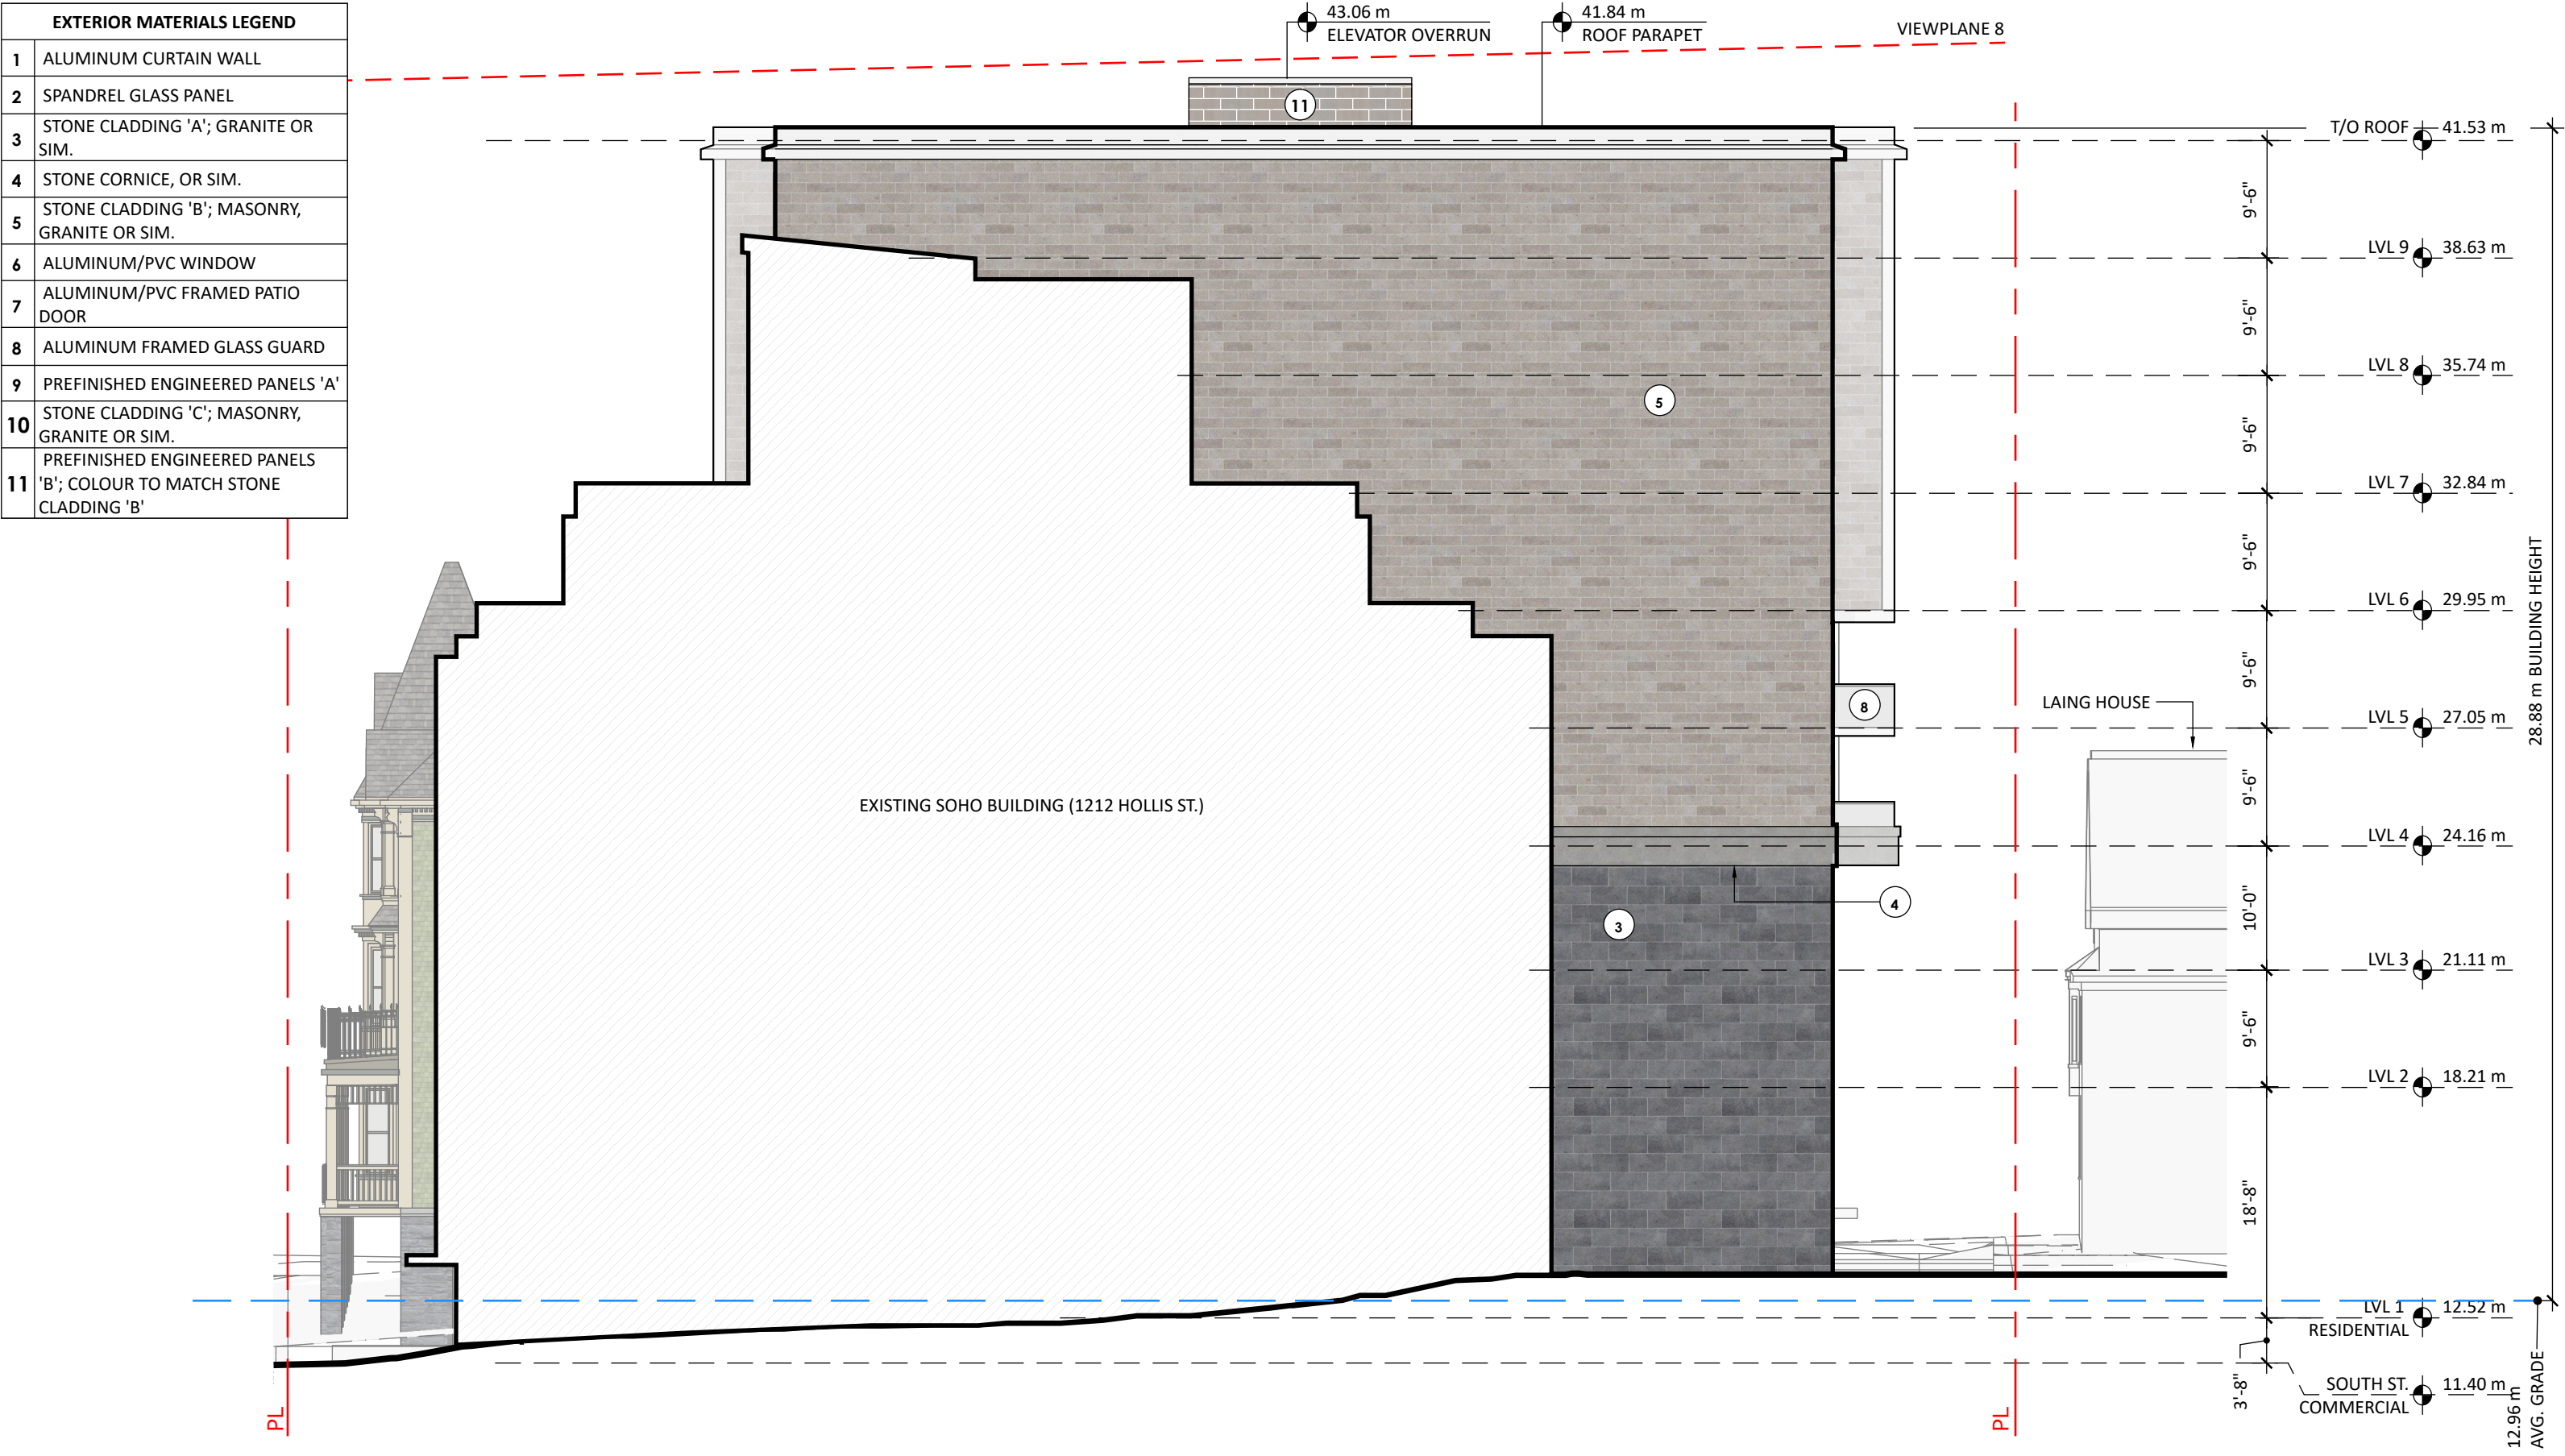 EXTERIOR MATERIALS LEGEND
1 ALUMINUM CURTAIN WALL
2 SPANDREL GLASS PANEL
3 STONE CLADDING 'A'; GRANITE OR
SIM.
4 STONE CORNICE, OR SIM.
5 STONE CLADDING 'B'; MASONRY,
GRANITE OR SIM.
6 ALUMINUM/PVC WINDOW
7 ALUMINUM/PVC FRAMED PATIO
DOOR
8 ALUMINUM FRAMED GLASS GUARD
9 PREFINISHED ENGINEERED PANELS 'A'
10 STONE CLADDING 'C'; MASONRY,
GRANITE OR SIM.
11 PREFINISHED ENGINEERED PANELS
'B'; COLOUR TO MATCH STONE
CLADDING 'B'
43.06 m
ELEVATOR OVERRUN
41.84 m
ROOF PARAPET
VIEWPLANE 8
11
T/O ROOF 41.53 m
9'-6"
LVL 9 38.63 m
9'-6"
LVL 8 35.74 m
5
9'-6"
LVL 7 32.84 m
9'-6"
LVL 6 29.95 m
28.88 m BUILDING HEIGHT
9'-6"
LAING HOUSE
8
LVL 5 27.05 m
9'-6"
EXISTING SOHO BUILDING (1212 HOLLIS ST.)
LVL 4 24.16 m
4
10'-0"
3
LVL 3 21.11 m
9'-6"
LVL 2 18.21 m
18'-8"
LVL 1 12.52 m
RESIDENTIAL
3'-8"
SOUTH ST. 11.40 m
COMMERCIAL
12.96 m
AVG. GRADE
PL
PL